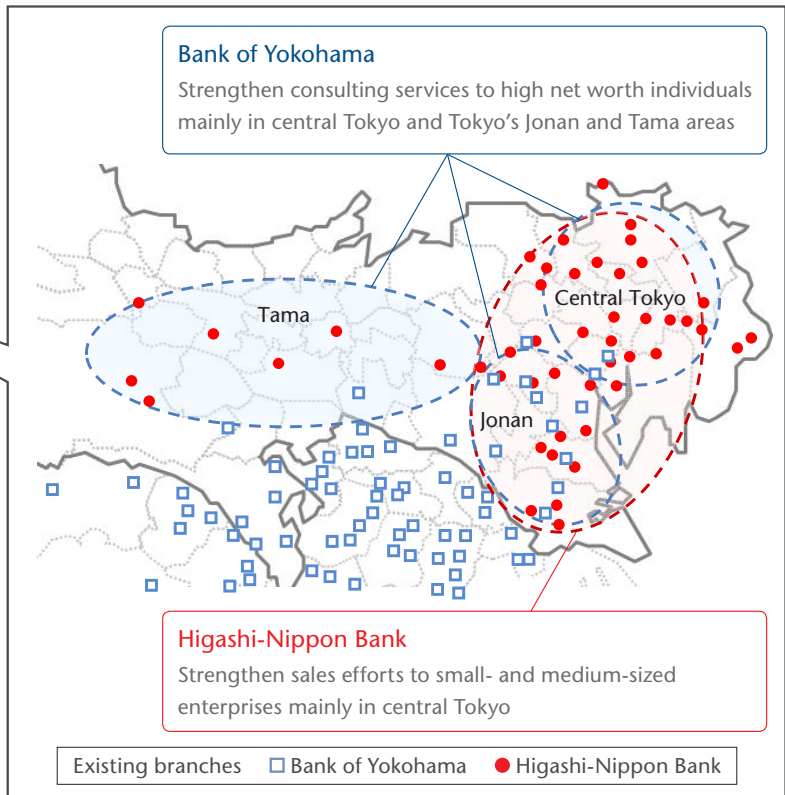 Bank of Yokohama
Strengthen consulting services to high net worth individuals
mainly in central Tokyo and Tokyo's Jonan and Tama areas
Tama
Central Tokyo
Jonan
Higashi-Nippon Bank
Strengthen sales efforts to small- and medium-sized
enterprises mainly in central Tokyo
Existing branches Bank of Yokohama Higashi-Nippon Bank